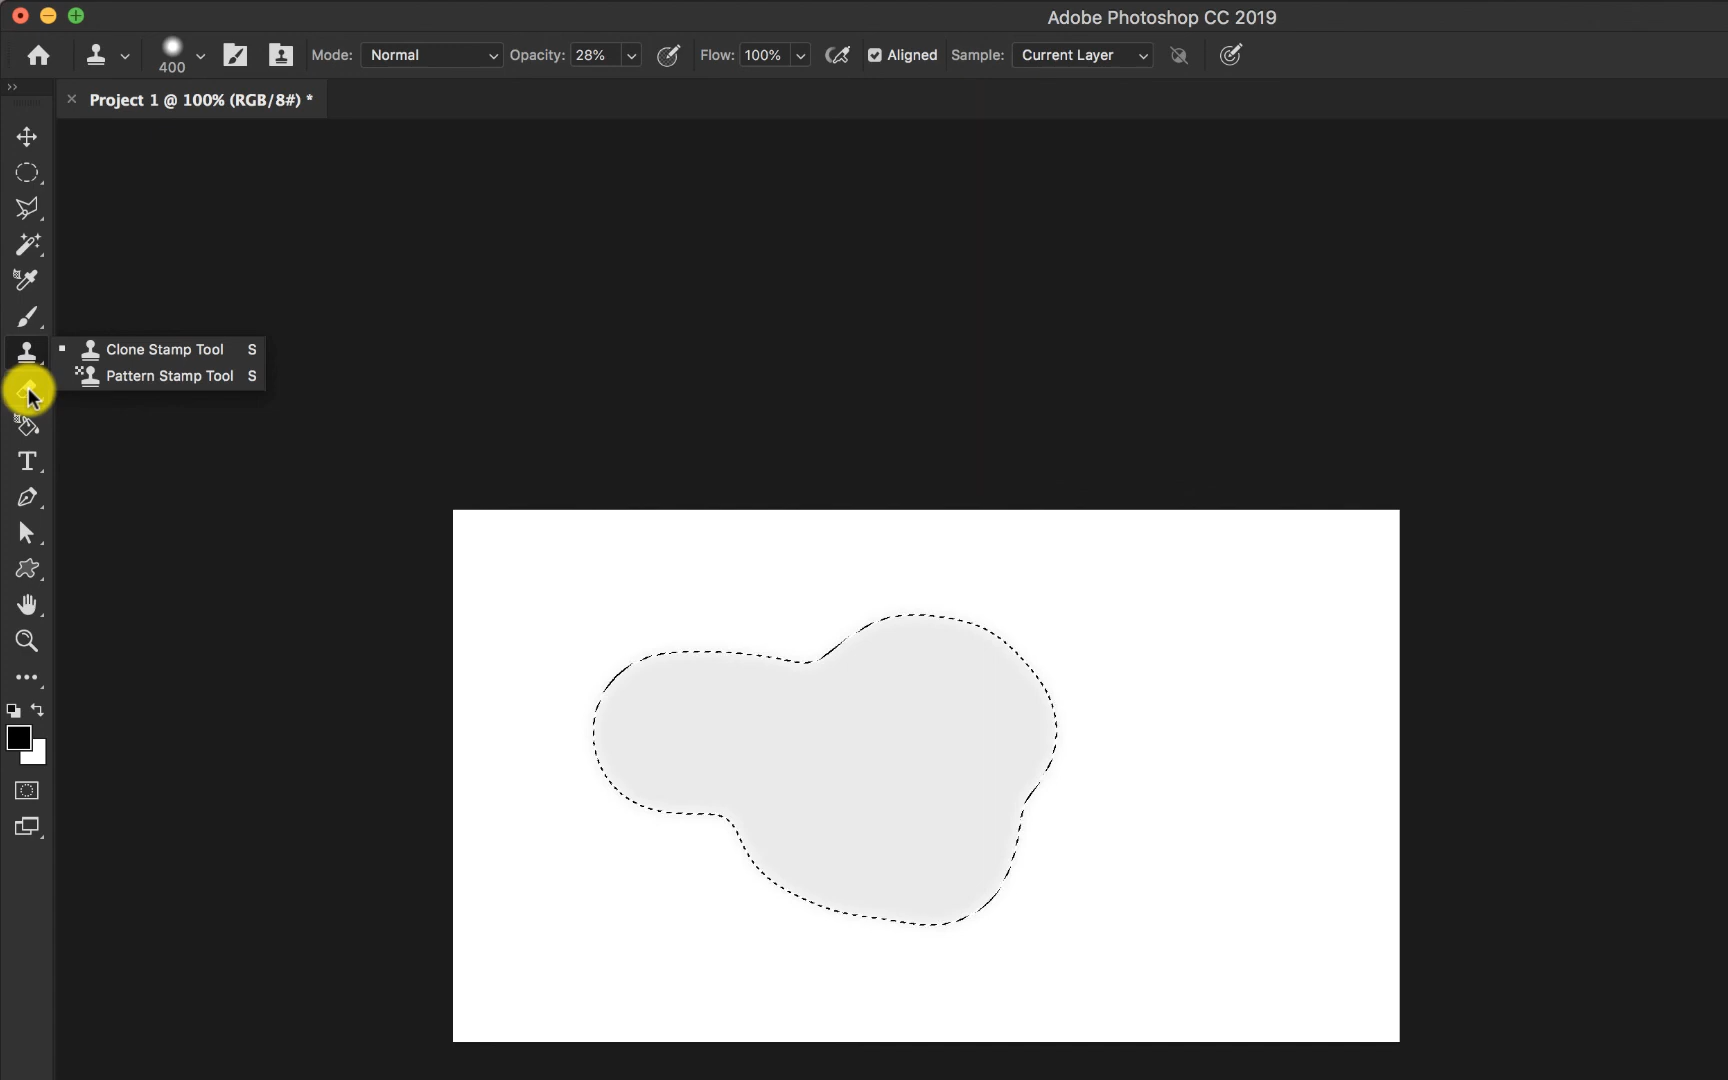 Adobe Photoshop CC 2019
400 Mode: Normal Opacity: 28% Flow: 100% Aligned Sample: Current Layer
Project 1 @ 100% (RGB/8#) *
Clone Stamp Tool S
Pattern Stamp Tool S